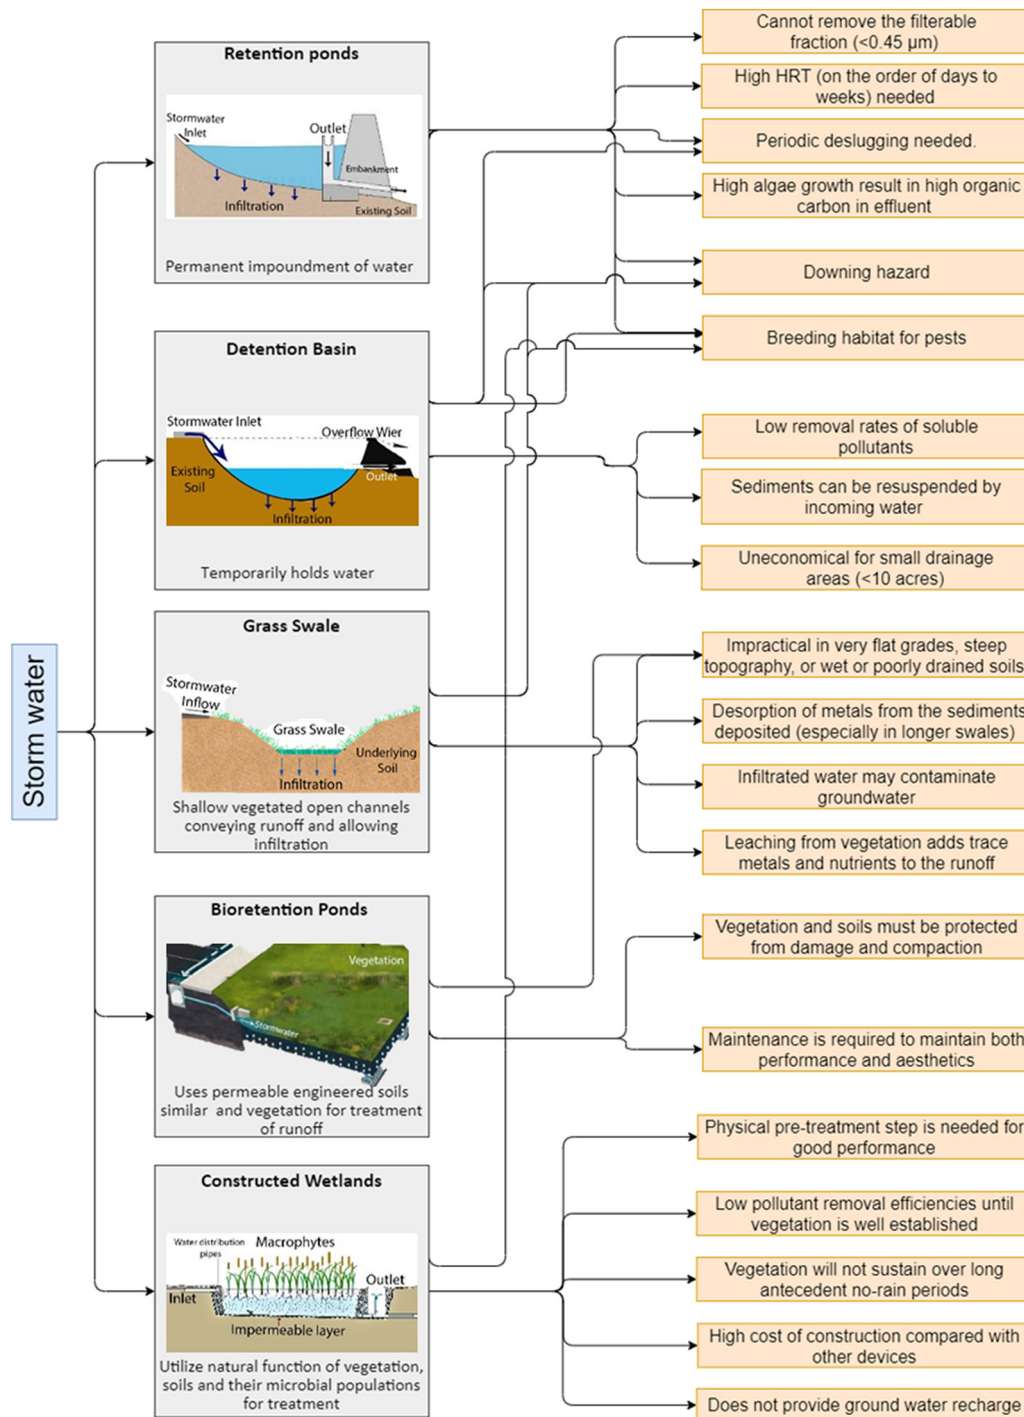 Storm water
Retention ponds
Stormwater
Inlet
Outlet
Embankment
Infiltration
Existing Soil
Permanent impoundment of water
Detention Basin
Stormwater Inlet
Overflow Wier
Existing
Soil
Outlet
Infiltration
Temporarily holds water
Grass Swale
Stormwater
Inflow
Grass Swale
Underlying
Soil
Infiltration
Shallow vegetated open channels
conveying runoff and allowing
infiltration
Bioretention Ponds
Vegetation
Stormwater
Uses permeable engineered soils
similar and vegetation for treatment
of runoff
Constructed Wetlands
Water distribution
pipes
Macrophytes
Inlet
Outlet
Impermeable layer
Utilize natural function of vegetation,
soils and their microbial populations
for treatment
Cannot remove the filterable
fraction (<0.45 µm)
High HRT (on the order of days to
weeks) needed
Periodic deslugging needed.
High algae growth result in high organic
carbon in effluent
Downing hazard
Breeding habitat for pests
Low removal rates of soluble
pollutants
Sediments can be resuspended by
incoming water
Uneconomical for small drainage
areas (<10 acres)
Impractical in very flat grades, steep
topography, or wet or poorly drained soils
Desorption of metals from the sediments
deposited (especially in longer swales)
Infiltrated water may contaminate
groundwater
Leaching from vegetation adds trace
metals and nutrients to the runoff
Vegetation and soils must be protected
from damage and compaction
Maintenance is required to maintain both
performance and aesthetics
Physical pre-treatment step is needed for
good performance
Low pollutant removal efficiencies until
vegetation is well established
Vegetation will not sustain over long
antecedent no-rain periods
High cost of construction compared with
other devices
Does not provide ground water recharge